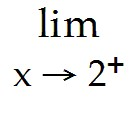 lim
x → 2⁺